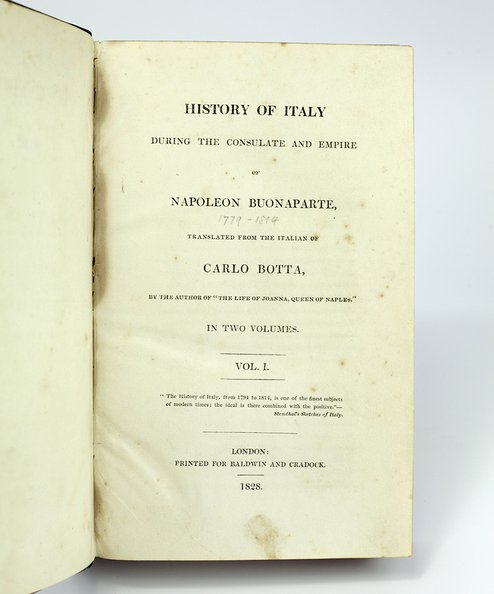 HISTORY OF ITALY
DURING THE CONSULATE AND EMPIRE
OF
NAPOLEON BUONAPARTE,
1779-1814
TRANSLATED FROM THE ITALIAN OF
CARLO BOTTA,
BY THE AUTHOR OF "THE LIFE OF JOANNA, QUEEN OF NAPLES."
IN TWO VOLUMES.
VOL. I.
"The History of Italy, from 1794 to 1814, is one of the finest subjects
of modern times: the ideal is there combined with the positive."—
Stendhal's Sketches of Italy.
LONDON:
PRINTED FOR BALDWIN AND CRADOCK.
1828.